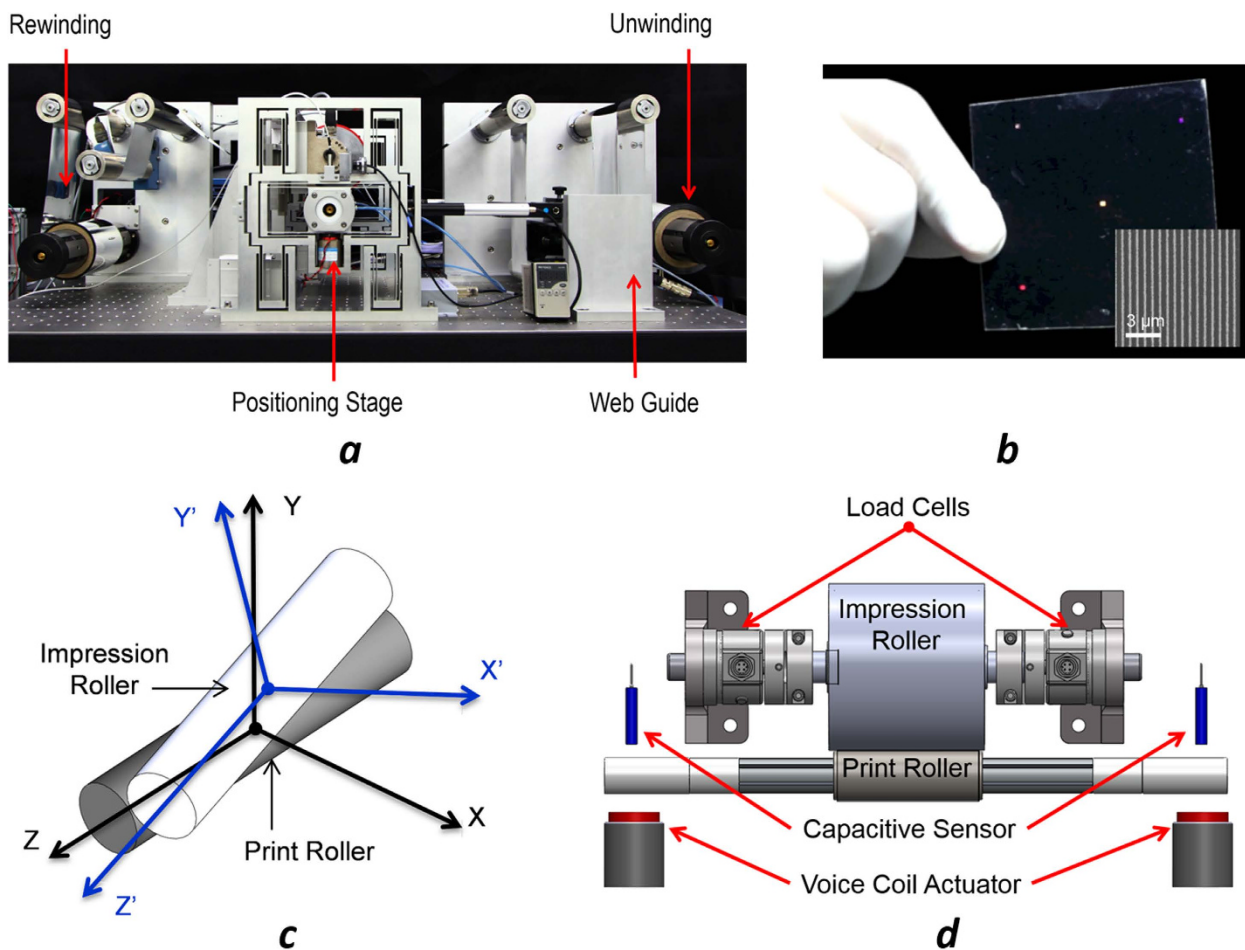 Rewinding
Unwinding
Positioning Stage
Web Guide
a
3 µm
b
Y'
Y
Impression
Roller
X'
X
Z
Print Roller
Z'
c
Load Cells
Impression
Roller
Print Roller
Capacitive Sensor
Voice Coil Actuator
d